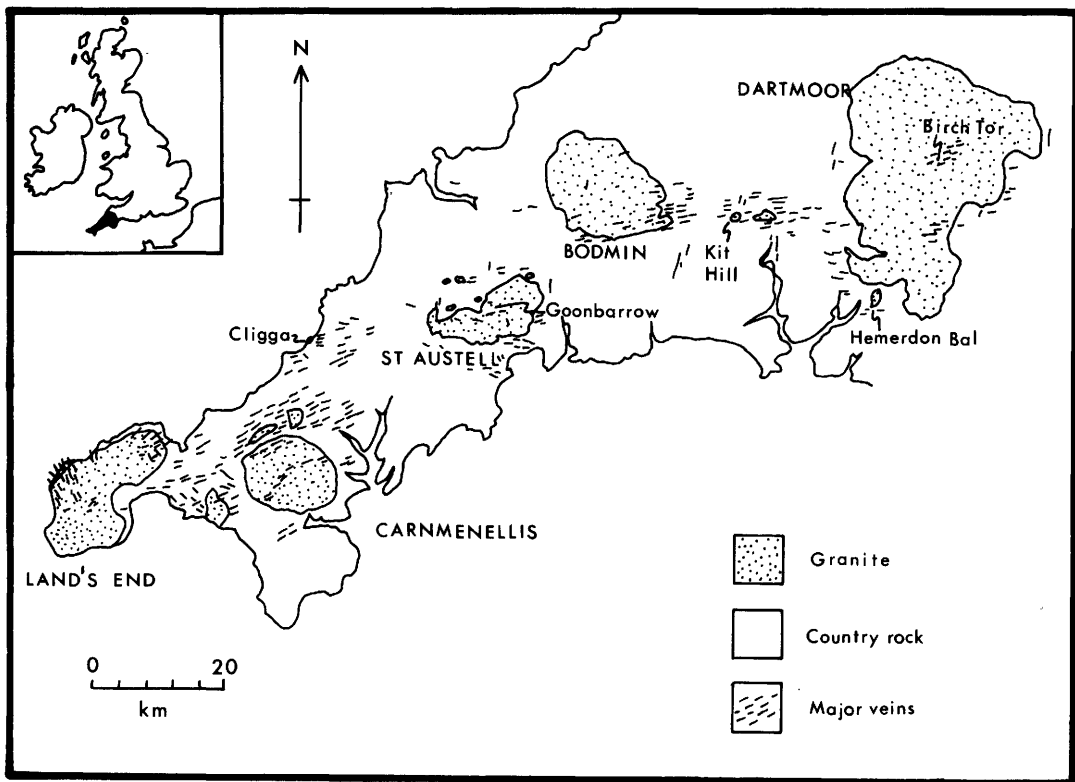 N
DARTMOOR
Birch Tor
BODMIN
Kit
Hill
Goonbarrow
Hemerdon Bal
Cligga
ST AUSTELL
CARNMENELLIS
LAND'S END
Granite
Country rock
Major veins
0 20
km